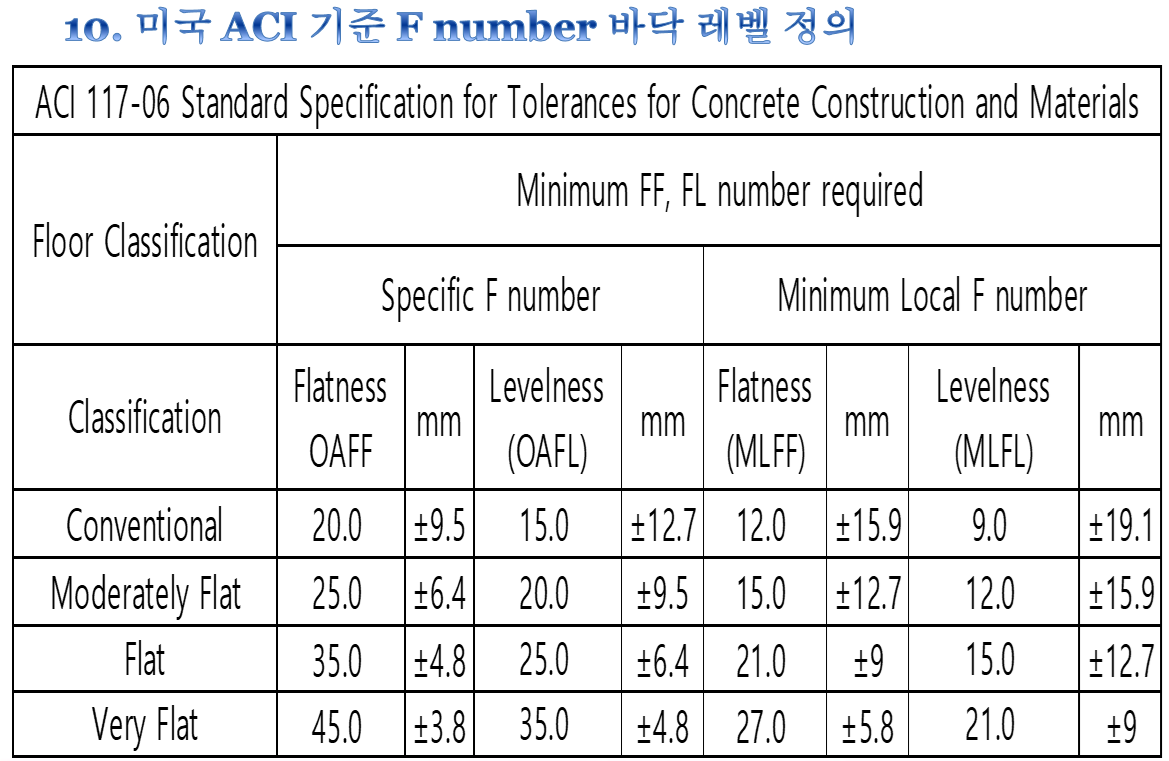 10. 미국 ACI 기준 F number 바닥 레벨 정의
ACI 117-06 Standard Specification for Tolerances for Concrete Construction and Materials
Floor Classification
Minimum FF, FL number required
Specific F number
Minimum Local F number
Classification
Flatness
OAFF
mm
Levelness
(OAFL)
mm
Flatness
(MLFF)
mm
Levelness
(MLFL)
mm
Conventional 20.0 ±9.5 15.0 ±12.7 12.0 ±15.9 9.0 ±19.1
Moderately Flat 25.0 ±6.4 20.0 ±9.5 15.0 ±12.7 12.0 ±15.9
Flat 35.0 ±4.8 25.0 ±6.4 21.0 ±9 15.0 ±12.7
Very Flat 45.0 ±3.8 35.0 ±4.8 27.0 ±5.8 21.0 ±9